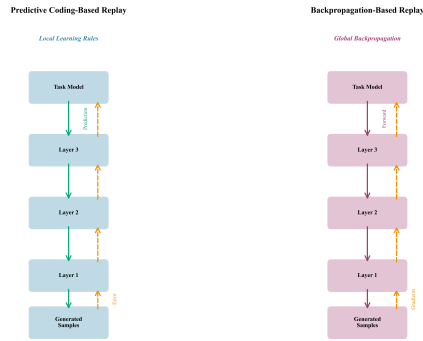 Predictive Coding-Based Replay
Local Learning Rules
Task Model
Prediction
Layer 3
Layer 2
Layer 1
Error
Generated
Samples
Backpropagation-Based Replay
Global Backpropagation
Task Model
Forward
Layer 3
Layer 2
Layer 1
Gradients
Generated
Samples